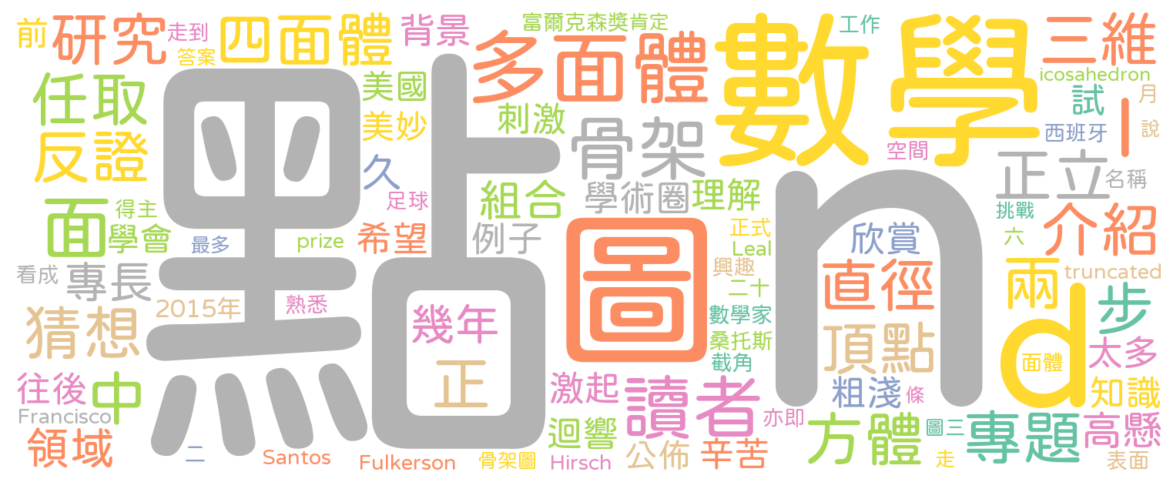 前
研究
走到
答案
四面體
背景
富爾克森獎肯定
工作
多面體
數學
三維
icosahedron
任取
美國
刺激
試
月
l
說
反證
美妙
骨架
西班牙
空間
黑占
n
正立
名稱
久
足球
組合
學術圈
理解
挑戰
面
得主
學會
最多
prize
希望
例子
圖
正式
Leal
欣賞
六
介紹
看成
專長
興趣
二十
直徑
兩
truncated
2015年
熟悉
幾年
數學家
d
步
猜想
正
桑托斯
截角
頂點
面體
太多
往後
中
激起
讀者
粗淺
條
知識
Francisco
亦即
領域
二
Santos
Fulkerson
骨架圖
迴響
Hirsch
公佈
辛苦
方體
圖三
走
專題
高懸
表面